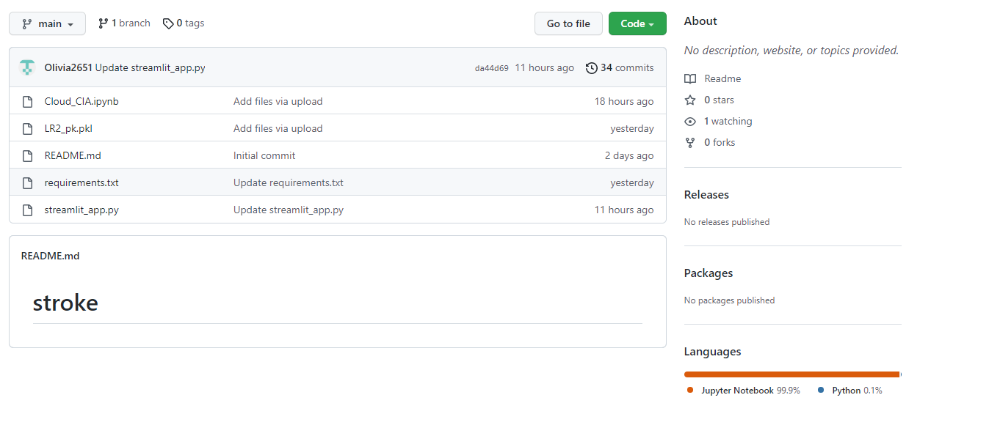 main 1 branch 0 tags Go to file Code
Olivia2651 Update streamlit_app.py da44d69 11 hours ago 34 commits
Cloud_CIA.ipynb Add files via upload 18 hours ago
LR2_pk.pkl Add files via upload yesterday
README.md Initial commit 2 days ago
requirements.txt Update requirements.txt yesterday
streamlit_app.py Update streamlit_app.py 11 hours ago
README.md
stroke
About
No description, website, or topics provided.
Readme
0 stars
1 watching
0 forks
Releases
No releases published
Packages
No packages published
Languages
Jupyter Notebook 99.9% Python 0.1%